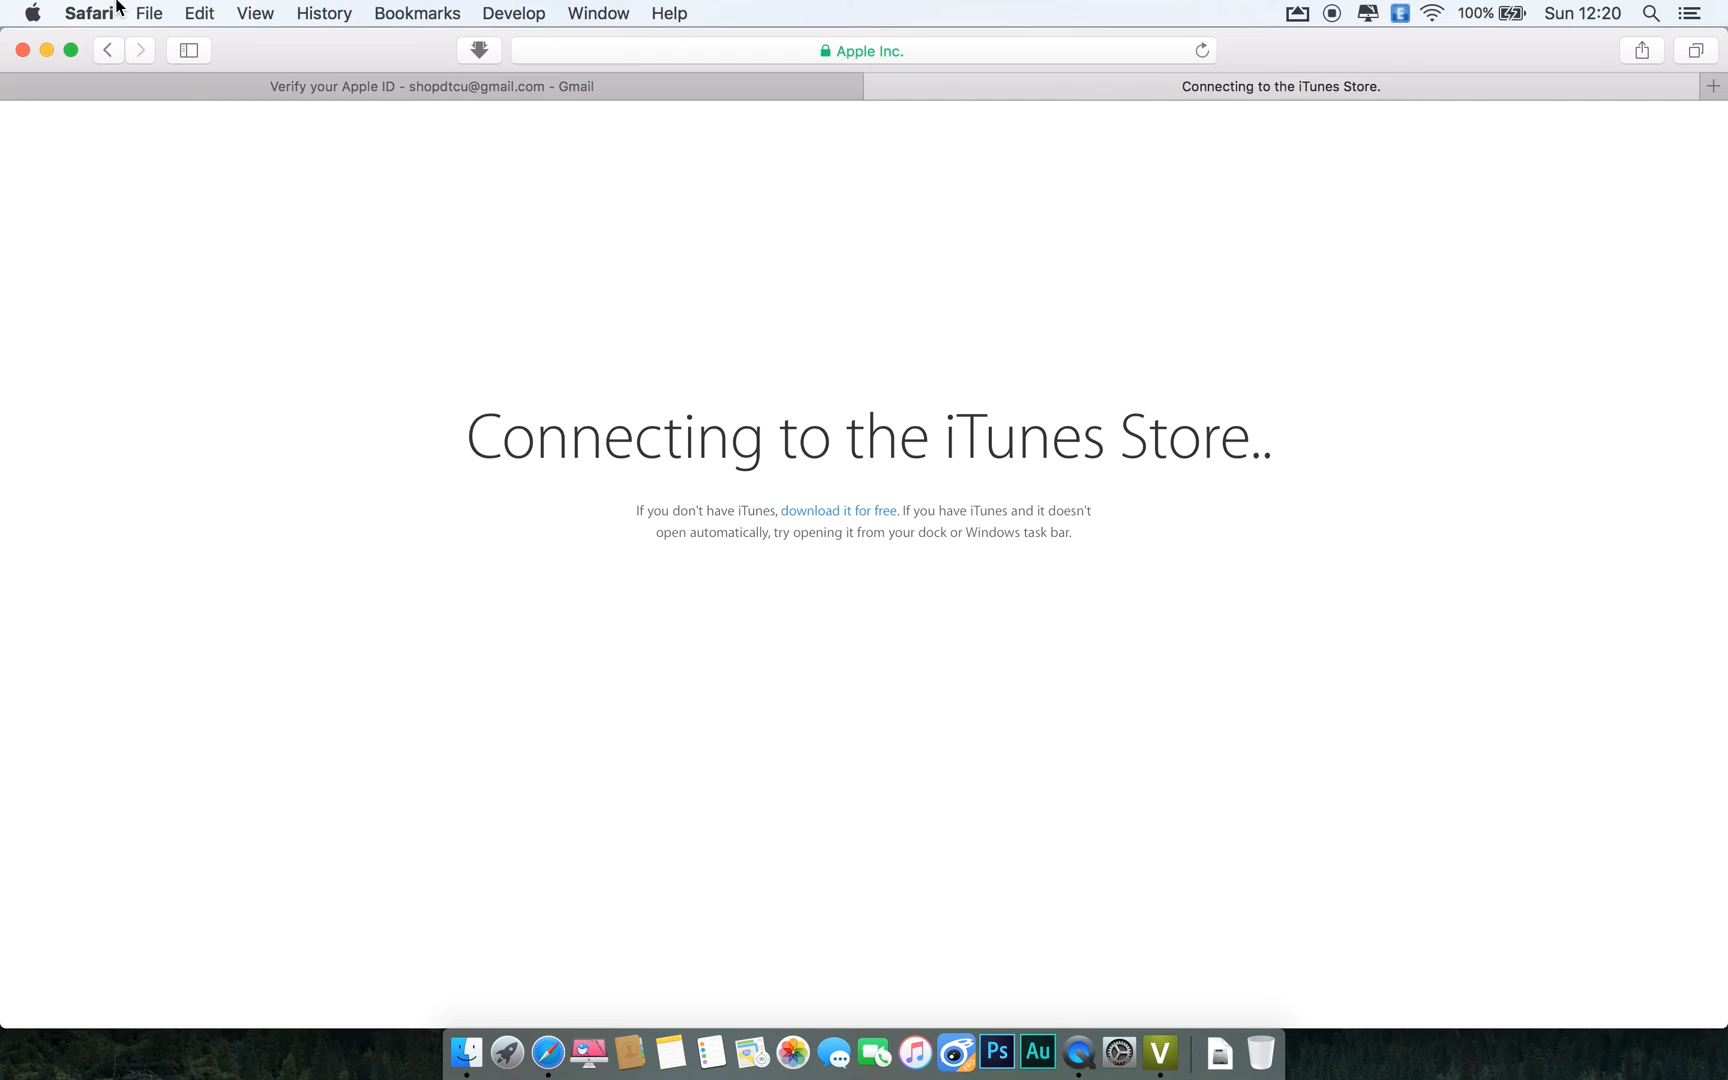 Safari File Edit View History Bookmarks Develop Window Help E 100% Sun 12:20
Apple Inc.
Verify your Apple ID - shopdtcu@gmail.com - Gmail
Connecting to the iTunes Store.
Connecting to the iTunes Store..
If you don't have iTunes, download it for free. If you have iTunes and it doesn't
open automatically, try opening it from your dock or Windows task bar.
Ps Au V